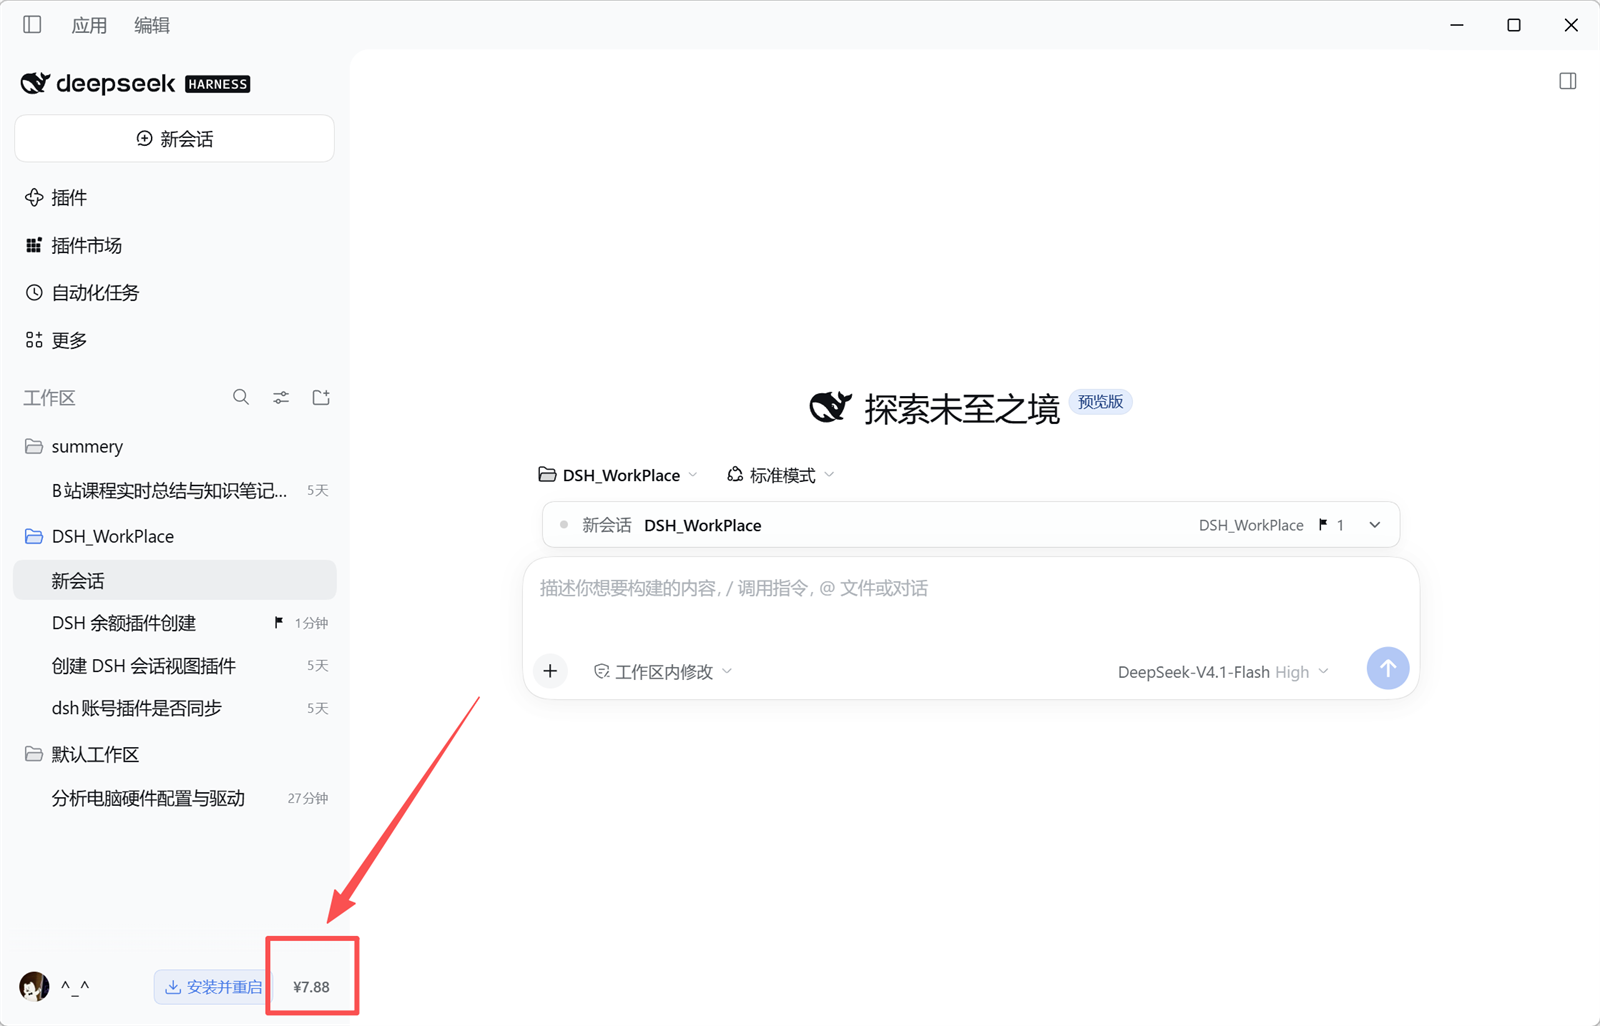 应用 编辑
deepseek HARNESS
新会话
插件
插件市场
自动化任务
更多
工作区
summery
B站课程实时总结与知识笔记... 5天
DSH_WorkPlace
新会话
DSH 余额插件创建 1分钟
创建 DSH 会话视图插件 5天
dsh账号插件是否同步 5天
默认工作区
分析电脑硬件配置与驱动 27分钟
^_^ 安装并重启 ¥7.88
探索未至之境 预览版
DSH_WorkPlace 标准模式
新会话 DSH_WorkPlace DSH_WorkPlace 1
描述你想要构建的内容, / 调用指令, @ 文件或对话
工作区内修改 DeepSeek-V4.1-Flash High